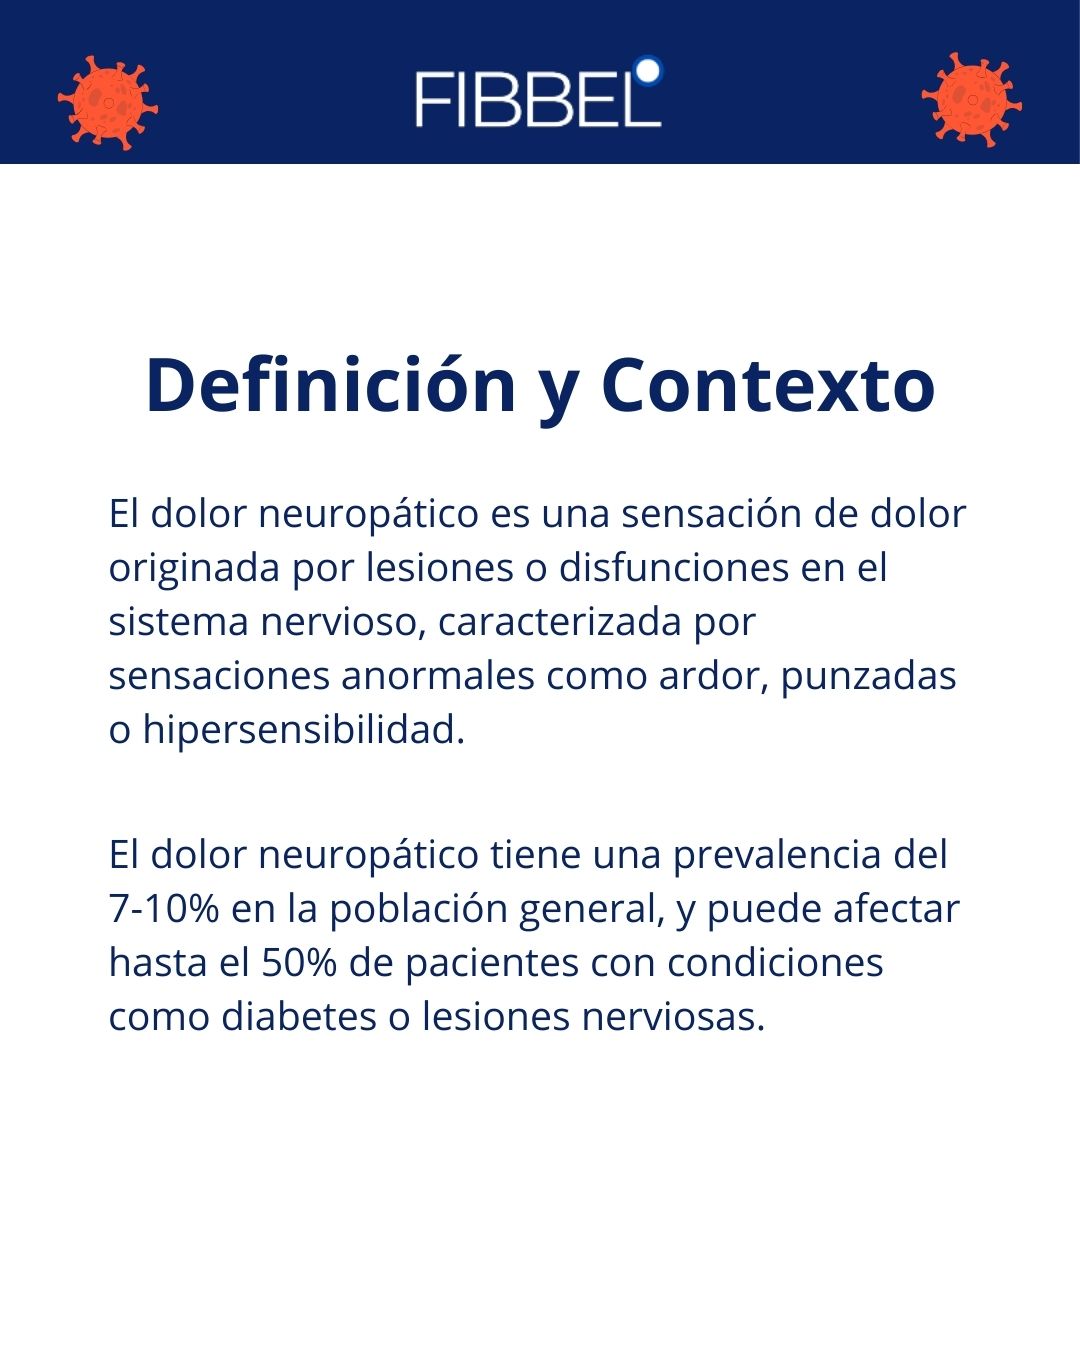 FIBBEL
Definición y Contexto
El dolor neuropático es una sensación de dolor
originada por lesiones o disfunciones en el
sistema nervioso, caracterizada por
sensaciones anormales como ardor, punzadas
o hipersensibilidad.
El dolor neuropático tiene una prevalencia del
7-10% en la población general, y puede afectar
hasta el 50% de pacientes con condiciones
como diabetes o lesiones nerviosas.